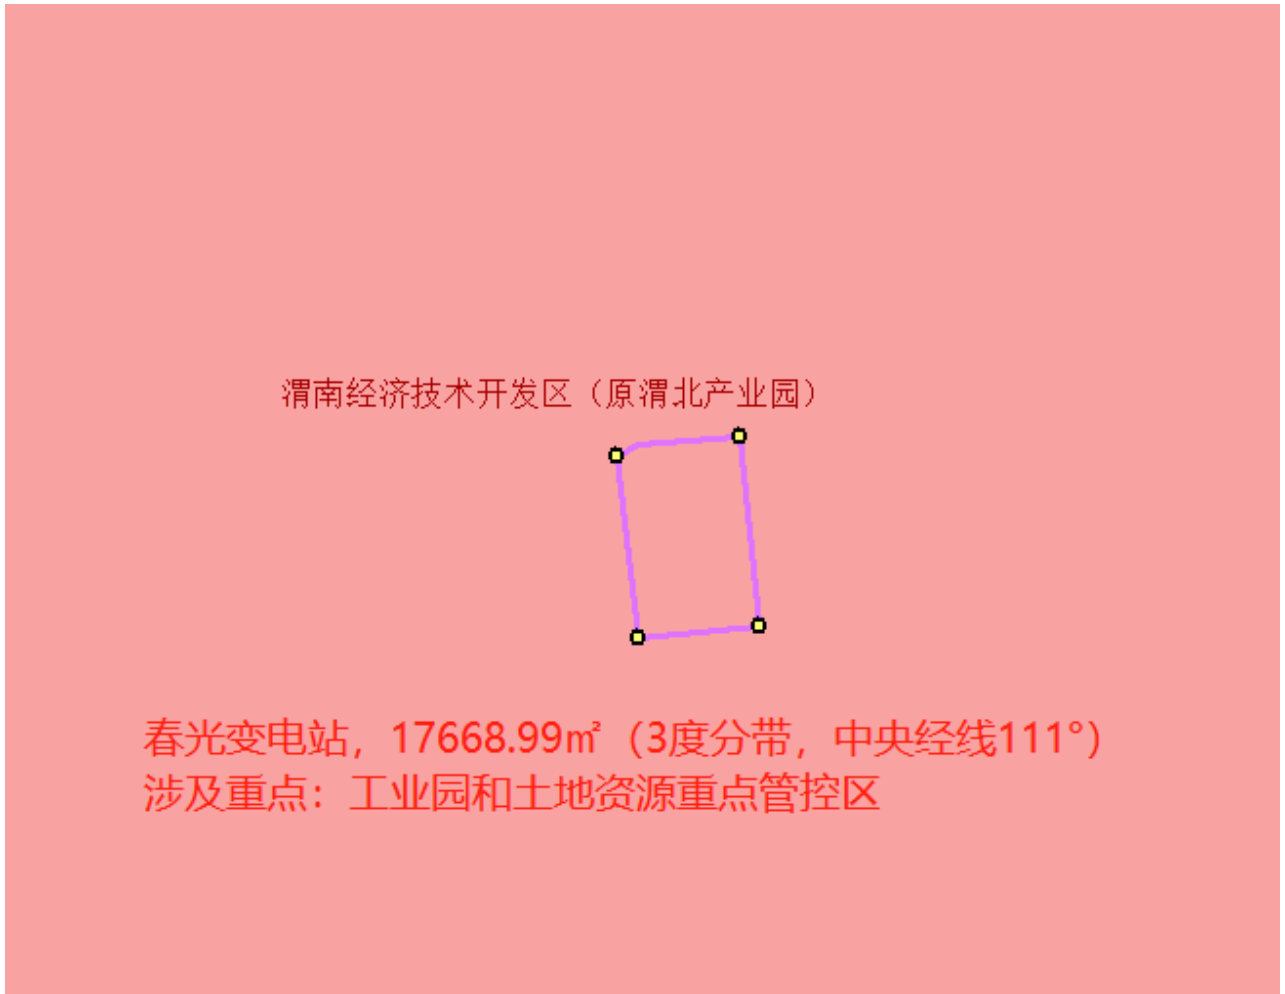 渭南经济技术开发区（原渭北产业园）
春光变电站，17668.99㎡（3度分带，中央经线111°）
涉及重点：工业园和土地资源重点管控区